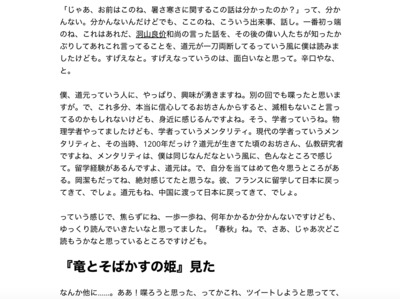 「じゃあ、お前はこのね、暑さ寒さに関するこの話は分かったのか？」って、分か
んない。分かんないんだけどでも、ここのね、こういう出来事、話し。一番初っ端
のね、これはあれだ、洞山良价和尚の言った話を、その後の偉い人たちが知ったか
ぶりしてあれこれ言ってることを、道元が一刀両断してるっていう風に僕は読みま
したけども。すげえなと。すげえなっていうのは、面白いなと思って。辛口やな、
と。
僕、道元っていう人に、やっぱり、興味が湧きますね。別の回でも喋ったと思いま
すが。で、これ多分、本当に信心してるお坊さんからすると、滅相もないこと言っ
てるのかもしれないけども、身近に感じるんですよね。そう、学者っていうね。物
理学者やってましたけども、学者っていうメンタリティ。現代の学者っていうメン
タリティと、その当時、1200年だっけ？道元が生きてた頃のお坊さん、仏教研究者
ですよね、メンタリティは、僕は同じなんだなという風に、色んなところで感じ
て。留学経験があるんですよ、道元は。で、自分を当てはめて色々思うところがあ
る。岡潔もだってね、絶対感じてたと思うな。彼、フランスに留学して日本に戻っ
てきて、でしょ。道元もね、中国に渡って日本に戻ってきて、でしょ。
っていう感じで、焦らずにね、一歩一歩ね、何年かかるか分かんないですけども、
ゆっくり読んでいきたいなと思ってました。「春秋」ね。で、さあ、じゃあ次どこ
読もうかなと思っているところですけども。
『竜とそばかすの姫』見た
なんか他に......。ああ！喋ろうと思った、ってかこれ、ツイートしようと思ってて、